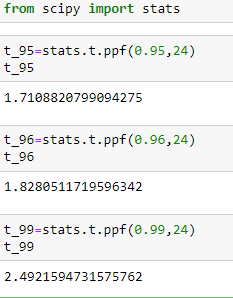 from scipy import stats
t_95=stats.t.ppf(0.95,24)
t_95
1.7108820799094275
t_96=stats.t.ppf(0.96,24)
t_96
1.8280511719596342
t_99=stats.t.ppf(0.99,24)
t_99
2.4921594731575762